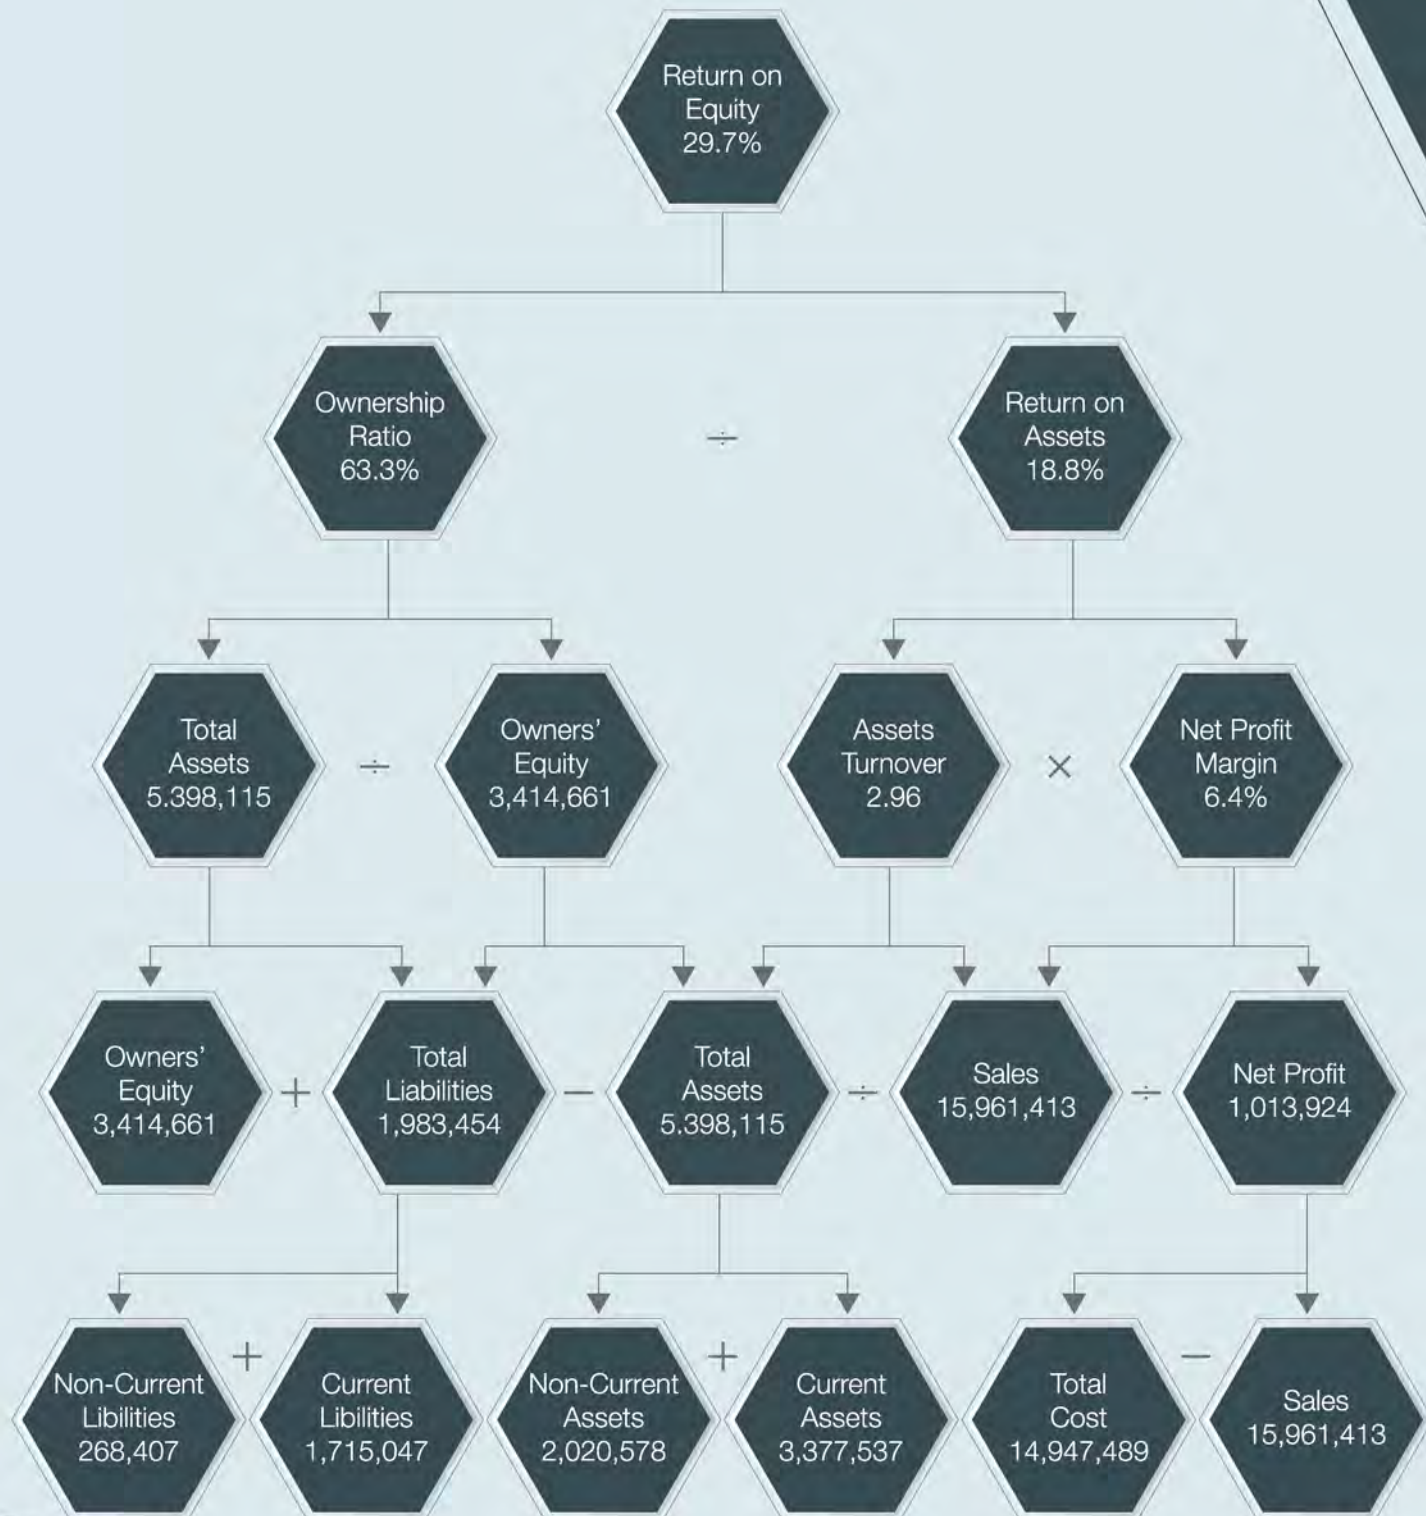 Return on
Equity
29.7%
Ownership
Ratio
63.3%
÷
Return on
Assets
18.8%
Total
Assets
5.398,115
÷
Owners’
Equity
3,414,661
Assets
Turnover
2.96
×
Net Profit
Margin
6.4%
Owners’
Equity
3,414,661
+
Total
Liabilities
1,983,454
−
Total
Assets
5.398,115
÷
Sales
15,961,413
÷
Net Profit
1,013,924
Non-Current
Libilities
268,407
+
Current
Libilities
1,715,047
Non-Current
Assets
2,020,578
+
Current
Assets
3,377,537
Total
Cost
14,947,489
−
Sales
15,961,413